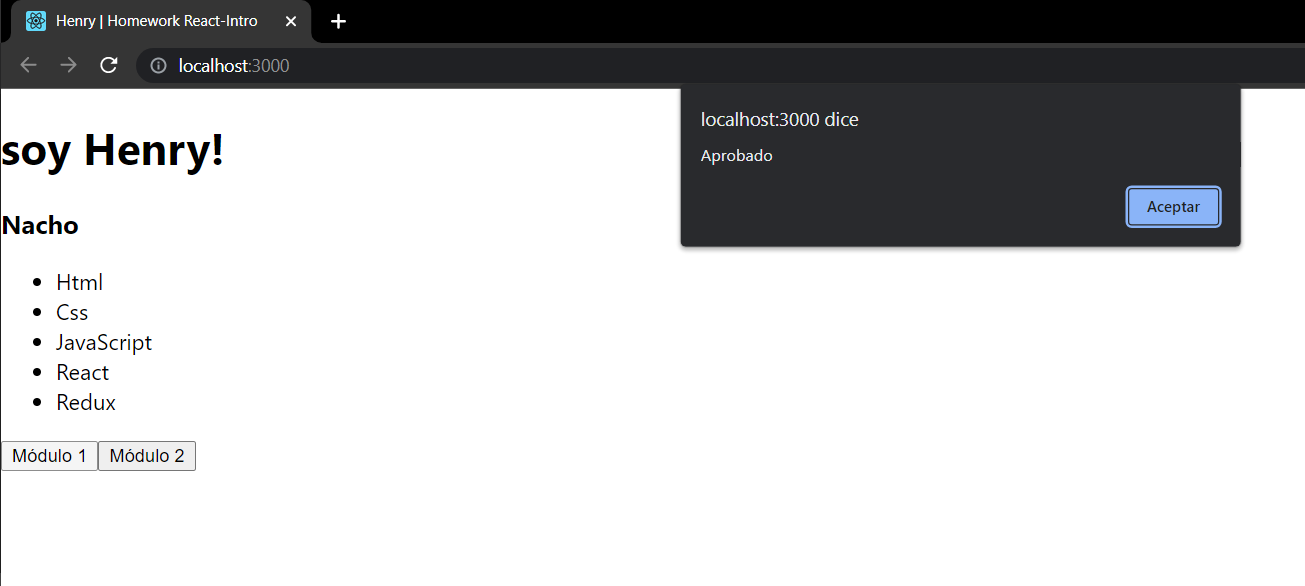 Henry | Homework React-Intro
localhost:3000
localhost:3000 dice
Aprobado
Aceptar
soy Henry!
Nacho
Html
Css
JavaScript
React
Redux
Módulo 1 Módulo 2